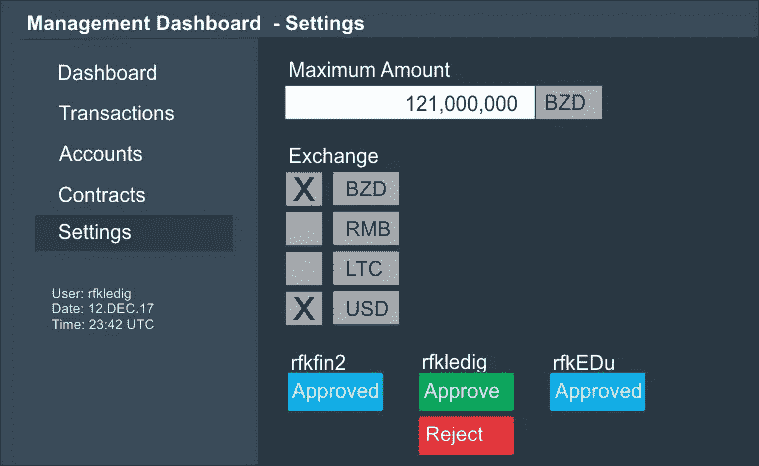 Management Dashboard - Settings
Dashboard
Transactions
Accounts
Contracts
Settings
User: rfkledig
Date: 12.DEC.17
Time: 23:42 UTC
Maximum Amount
121,000,000 BZD
Exchange
X BZD
RMB
LTC
X USD
rfkfin2 rfkledig rfkEDu
Approved Approve Approved
Reject